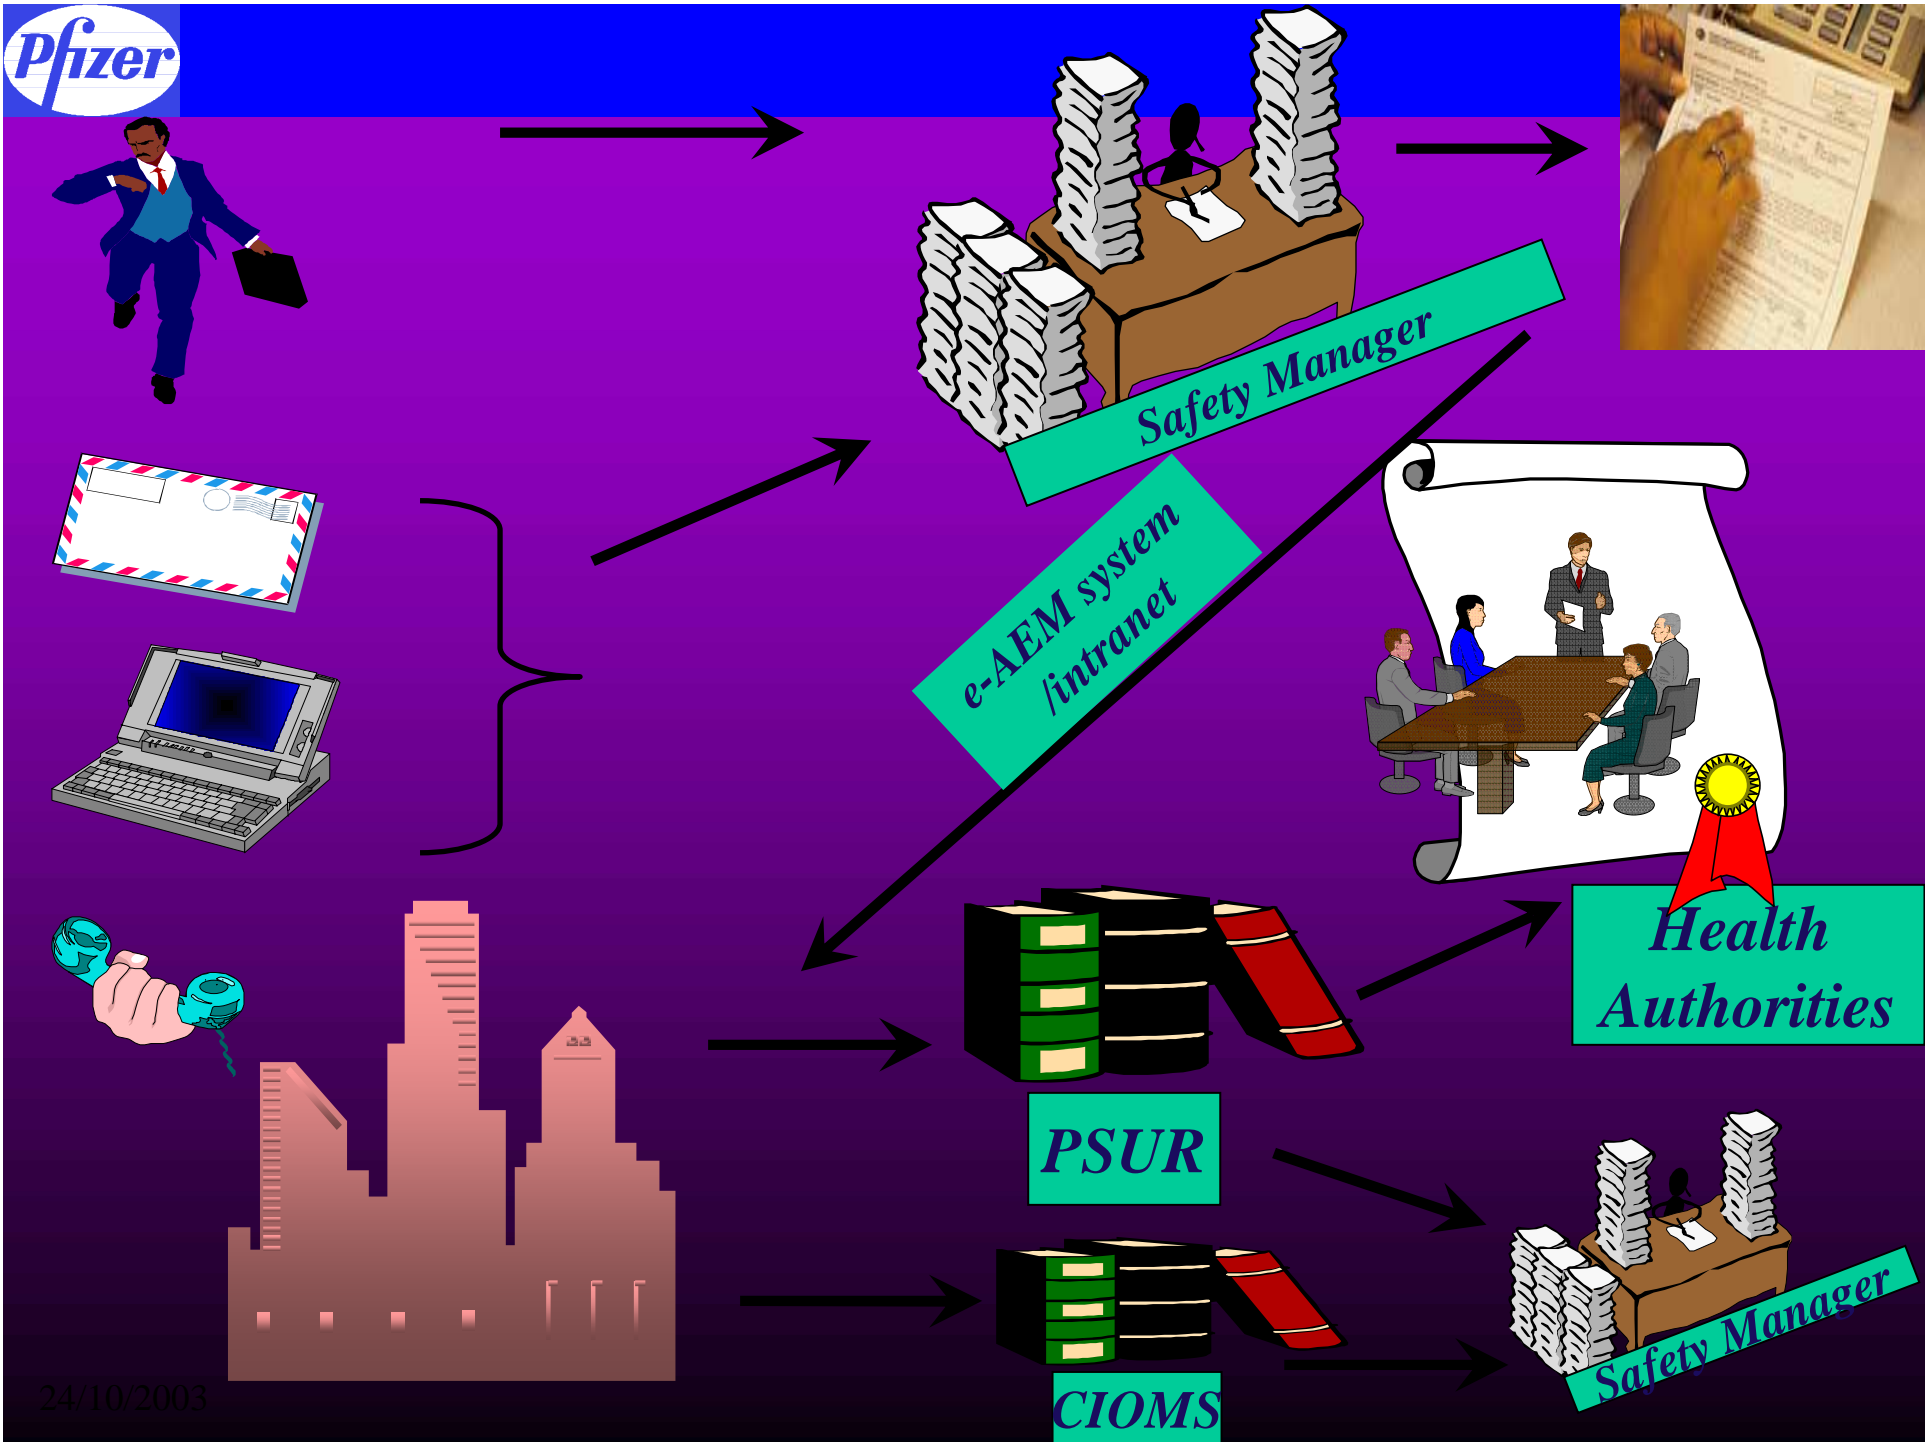 Pfizer
Safety Manager
e-AEM system
/intranet
Health
Authorities
PSUR
Safety Manager
CIOMS
24/10/2003